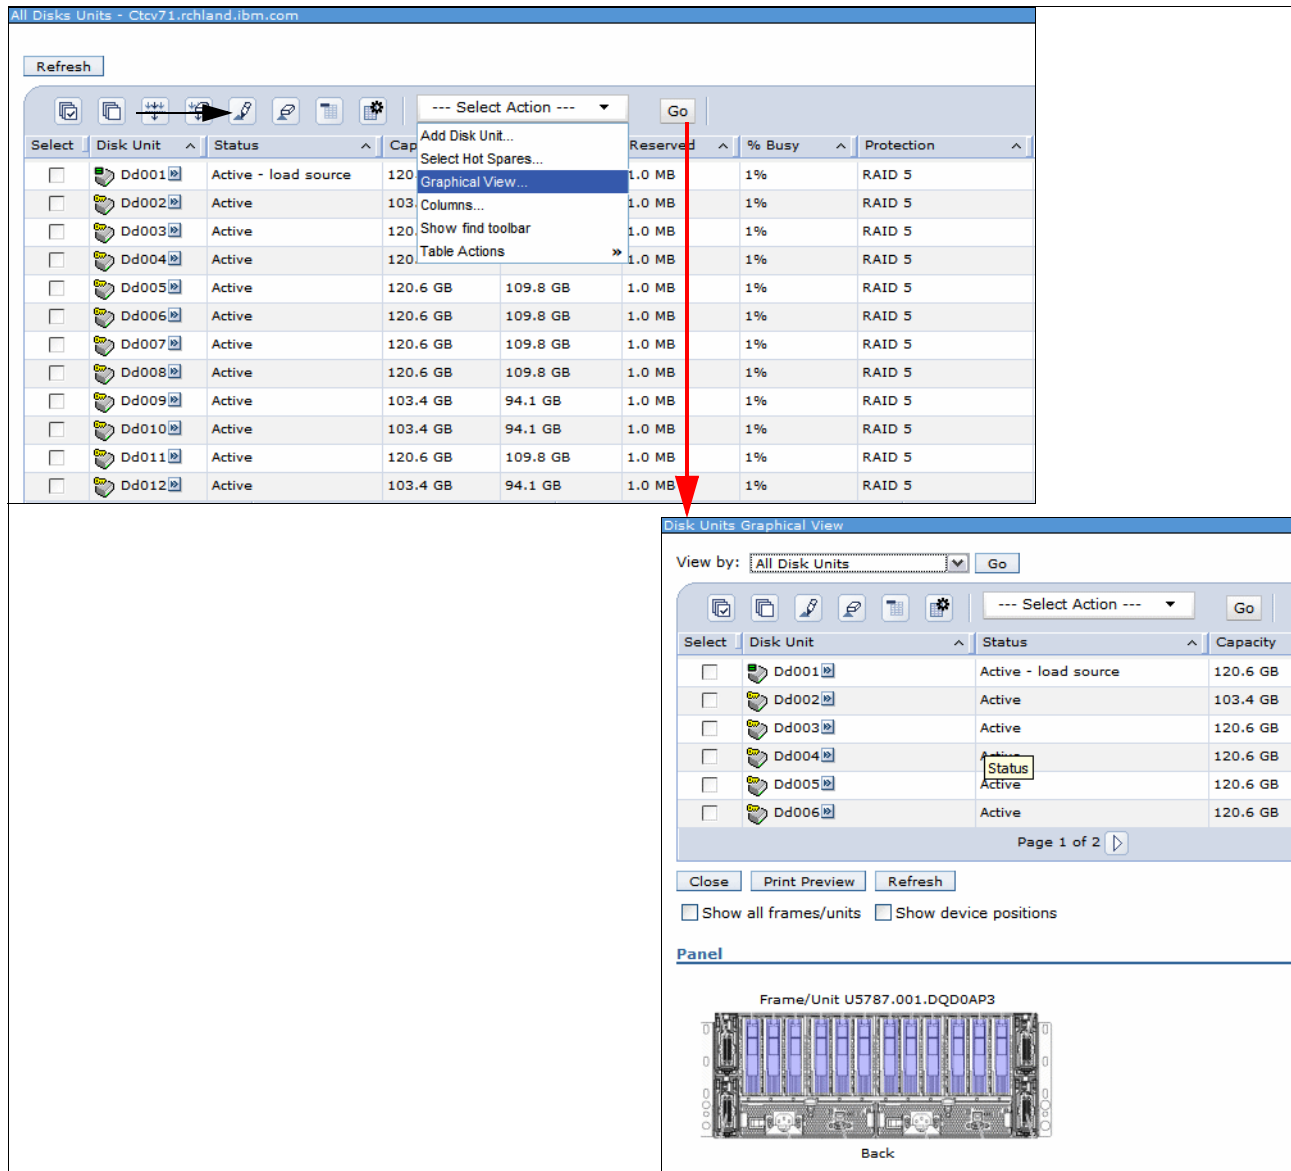 All Disks Units - Ctcv71.rchland.ibm.com
Refresh
--- Select Action --- Go
Select Disk Unit Status Cap Reserved % Busy Protection
Add Disk Unit...
Select Hot Spares...
Graphical View...
Columns...
Show find toolbar
Table Actions »
Dd001 Active - load source 120. 1.0 MB 1% RAID 5
Dd002 Active 103. 1.0 MB 1% RAID 5
Dd003 Active 120. 1.0 MB 1% RAID 5
Dd004 Active 120. 1.0 MB 1% RAID 5
Dd005 Active 120.6 GB 109.8 GB 1.0 MB 1% RAID 5
Dd006 Active 120.6 GB 109.8 GB 1.0 MB 1% RAID 5
Dd007 Active 120.6 GB 109.8 GB 1.0 MB 1% RAID 5
Dd008 Active 120.6 GB 109.8 GB 1.0 MB 1% RAID 5
Dd009 Active 103.4 GB 94.1 GB 1.0 MB 1% RAID 5
Dd010 Active 103.4 GB 94.1 GB 1.0 MB 1% RAID 5
Dd011 Active 120.6 GB 109.8 GB 1.0 MB 1% RAID 5
Dd012 Active 103.4 GB 94.1 GB 1.0 MB 1% RAID 5
Disk Units Graphical View
View by: All Disk Units Go
--- Select Action --- Go
Select Disk Unit Status Capacity
Dd001 Active - load source 120.6 GB
Dd002 Active 103.4 GB
Dd003 Active 120.6 GB
Dd004 Active 120.6 GB
Status
Dd005 Active 120.6 GB
Dd006 Active 120.6 GB
Page 1 of 2
Close Print Preview Refresh
Show all frames/units Show device positions
Panel
Frame/Unit U5787.001.DQD0AP3
Back